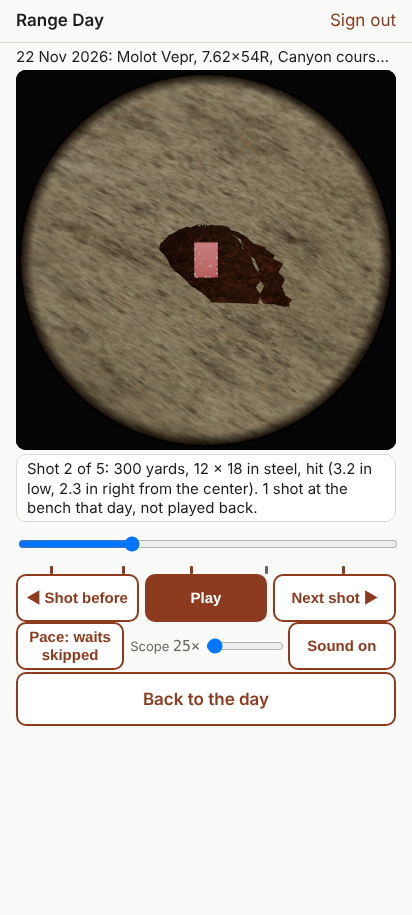 Range Day
Sign out
22 Nov 2026: Molot Vepr, 7.62×54R, Canyon cours...
Shot 2 of 5: 300 yards, 12 × 18 in steel, hit (3.2 in
low, 2.3 in right from the center). 1 shot at the
bench that day, not played back.
◀ Shot before
Play
Next shot ▶
Pace: waits
skipped
Scope 25×
Sound on
Back to the day